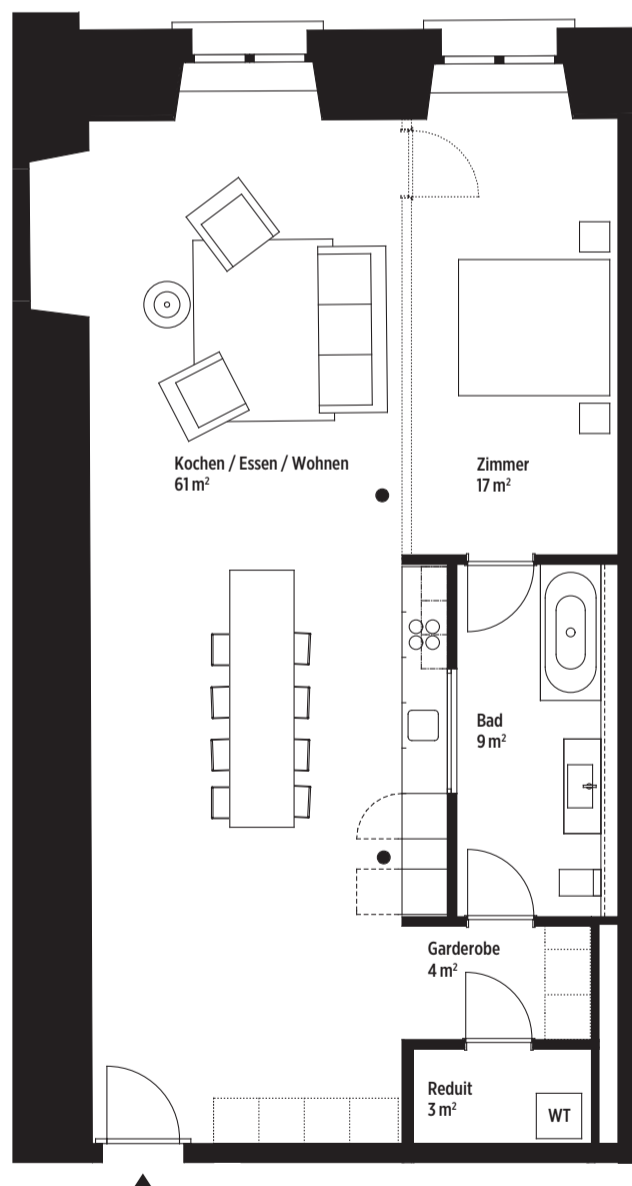 Kochen / Essen / Wohnen
61 m²
Zimmer
17 m²
Bad
9 m²
Garderobe
4 m²
Reduit
3 m²
WT